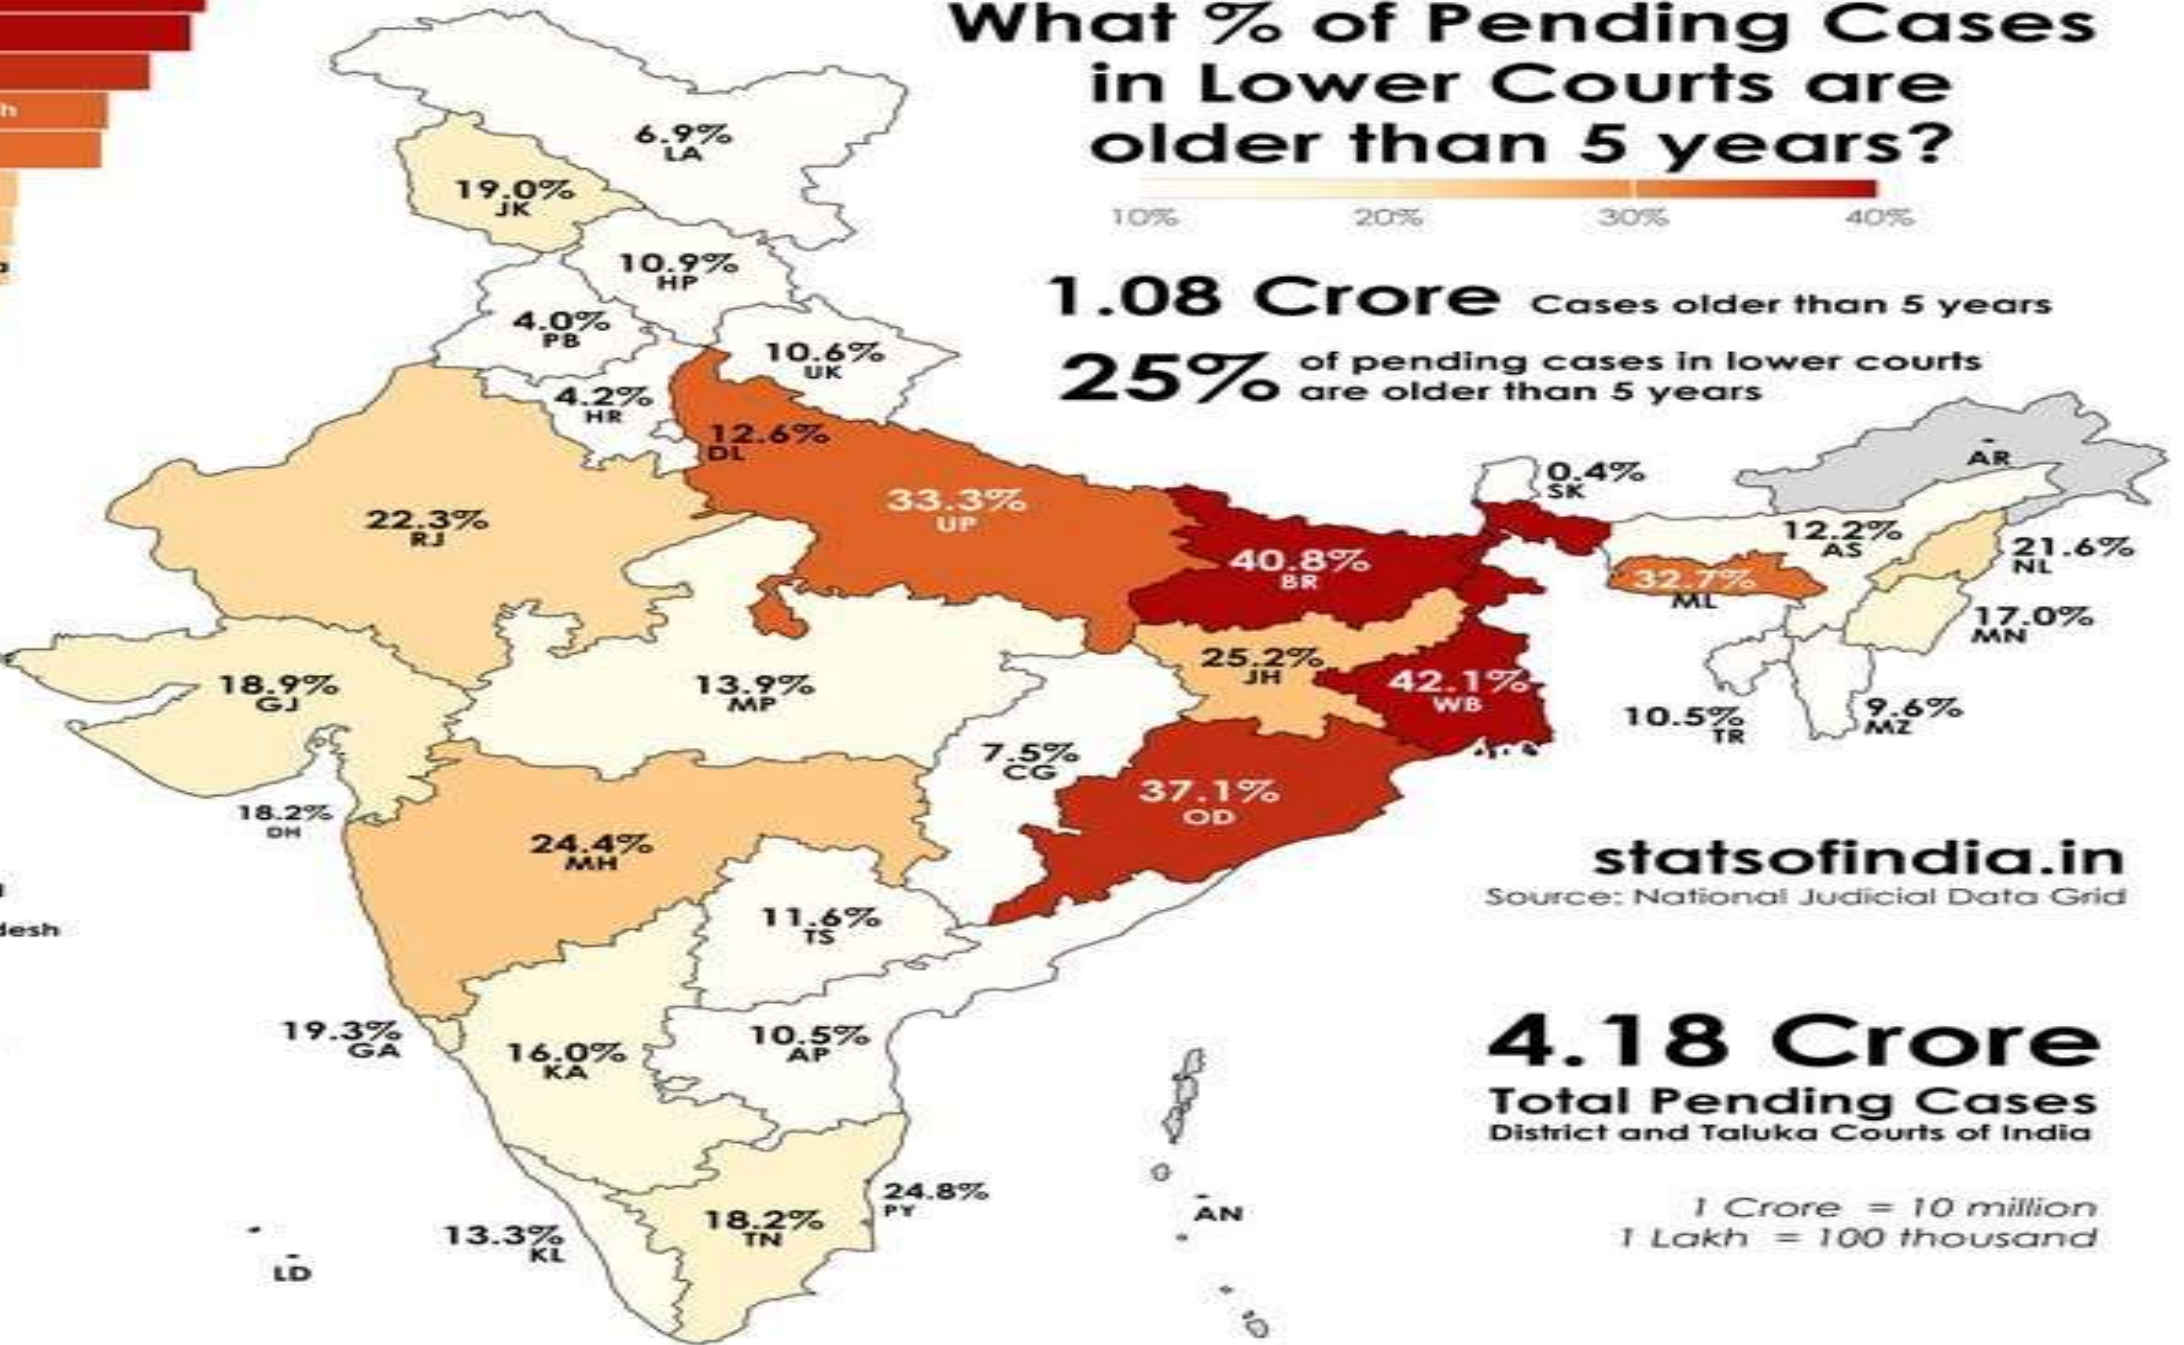 What % of Pending Cases
in Lower Courts are
older than 5 years?
10% 20% 30% 40%
1.08 Crore Cases older than 5 years
25% of pending cases in lower courts
are older than 5 years
h
a
6.9%
LA
19.0%
JK
10.9%
HP
4.0%
PB
10.6%
UK
4.2%
HR
12.6%
DL
22.3%
RJ
33.3%
UP
40.8%
BR
0.4%
SK
AR
12.2%
AS
21.6%
NL
32.7%
ML
17.0%
MN
10.5%
TR
9.6%
MZ
25.2%
JH
42.1%
WB
18.9%
GJ
13.9%
MP
7.5%
CG
37.1%
OD
18.2%
DH
24.4%
MH
11.6%
TS
desh
19.3%
GA
16.0%
KA
10.5%
AP
24.8%
PY
18.2%
TN
13.3%
KL
LD
AN
statsofindia.in
Source: National Judicial Data Grid
4.18 Crore
Total Pending Cases
District and Taluka Courts of India
1 Crore = 10 million
1 Lakh = 100 thousand